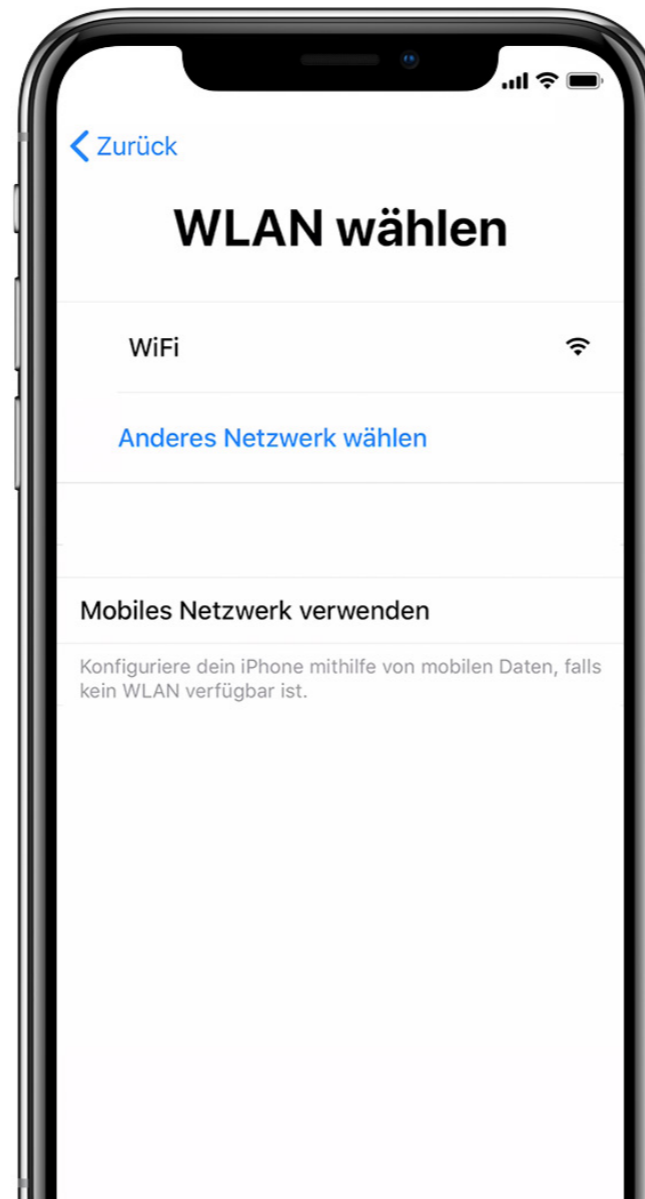 Zurück
WLAN wählen
WiFi
Anderes Netzwerk wählen
Mobiles Netzwerk verwenden
Konfiguriere dein iPhone mithilfe von mobilen Daten, falls
kein WLAN verfügbar ist.